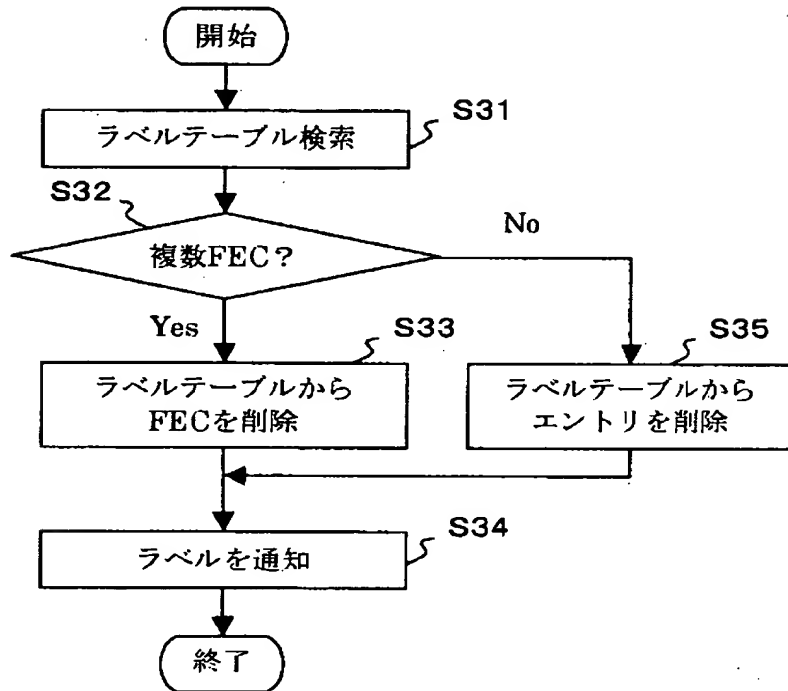 開始
S31
ラベルテーブル検索
S32
複数FEC?
No
Yes
S33
ラベルテーブルから
FECを削除
S35
ラベルテーブルから
エントリを削除
S34
ラベルを通知
終了